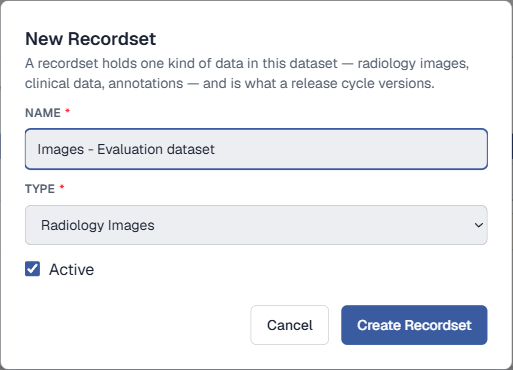 New Recordset
A recordset holds one kind of data in this dataset — radiology images,
clinical data, annotations — and is what a release cycle versions.
NAME *
Images - Evaluation dataset
TYPE *
Radiology Images
Active
Cancel
Create Recordset